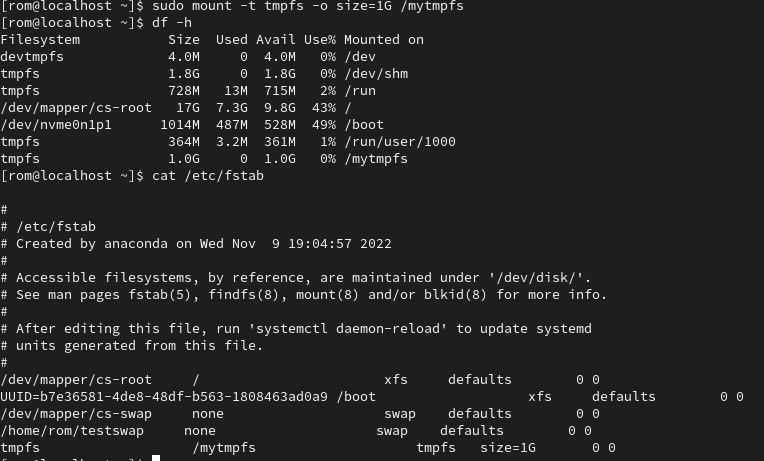 [rom@localhost ~]$ sudo mount -t tmpfs -o size=1G /mytmpfs
[rom@localhost ~]$ df -h
Filesystem           Size  Used Avail Use% Mounted on
devtmpfs             4.0M     0  4.0M   0% /dev
tmpfs                1.8G     0  1.8G   0% /dev/shm
tmpfs                728M   13M  715M   2% /run
/dev/mapper/cs-root   17G  7.3G  9.8G  43% /
/dev/nvme0n1p1      1014M  487M  528M  49% /boot
tmpfs                364M  3.2M  361M   1% /run/user/1000
tmpfs                1.0G     0  1.0G   0% /mytmpfs
[rom@localhost ~]$ cat /etc/fstab
#
# /etc/fstab
# Created by anaconda on Wed Nov  9 19:04:57 2022
#
# Accessible filesystems, by reference, are maintained under '/dev/disk/'.
# See man pages fstab(5), findfs(8), mount(8) and/or blkid(8) for more info.
#
# After editing this file, run 'systemctl daemon-reload' to update systemd
# units generated from this file.
#
/dev/mapper/cs-root     /                       xfs     defaults        0 0
UUID=b7e36581-4de8-48df-b563-1808463ad0a9 /boot                         xfs     defaults        0 0
/dev/mapper/cs-swap     none                    swap    defaults        0 0
/home/rom/testswap     none                    swap    defaults        0 0
tmpfs                   /mytmpfs                    tmpfs   size=1G       0 0